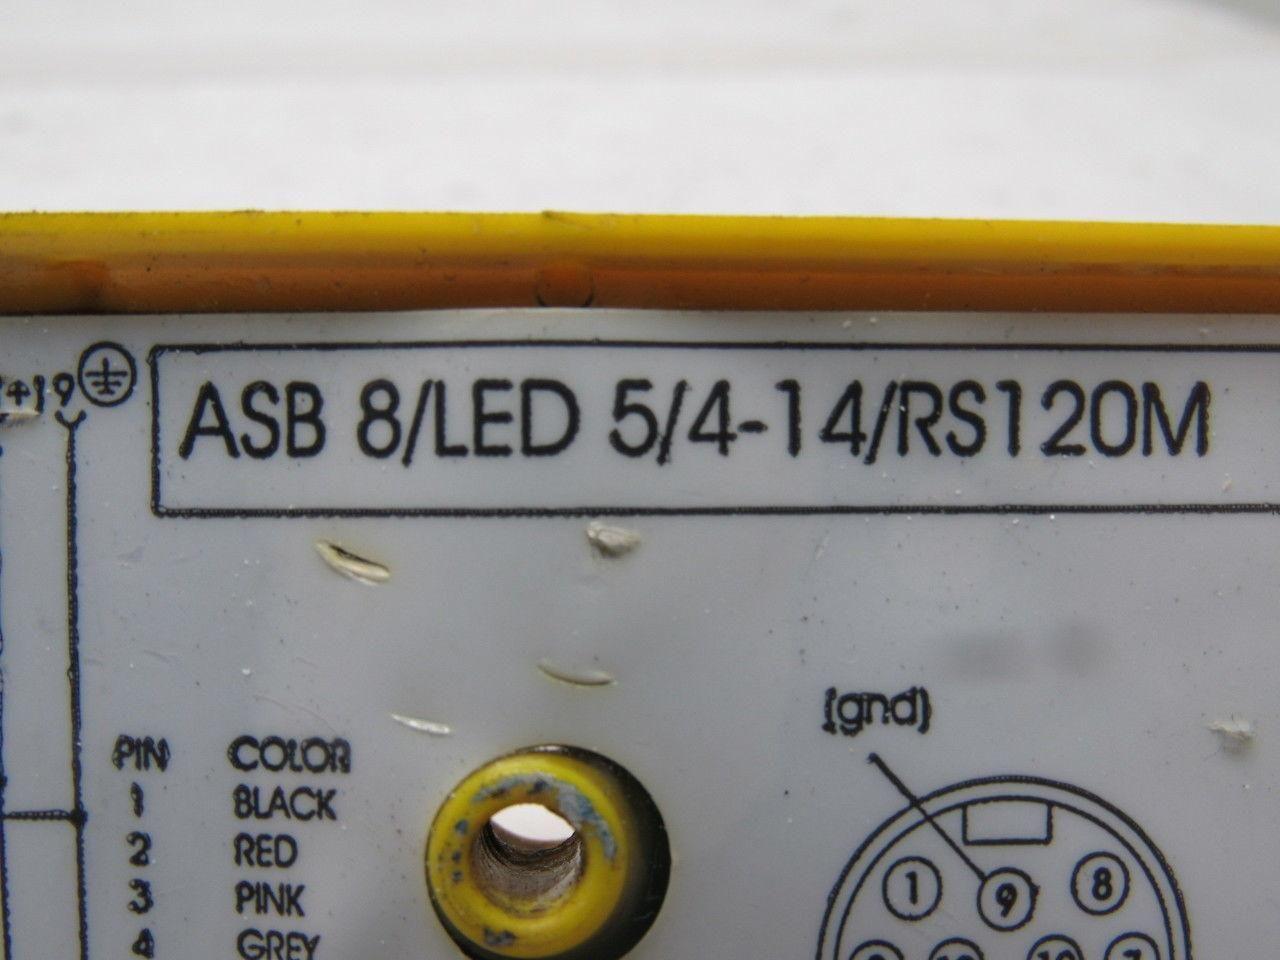 (+) 9
ASB 8/LED 5/4-14/RS120M
(gnd)
PIN COLOR
1 BLACK
2 RED
3 PINK
4 GREY
1 9 8